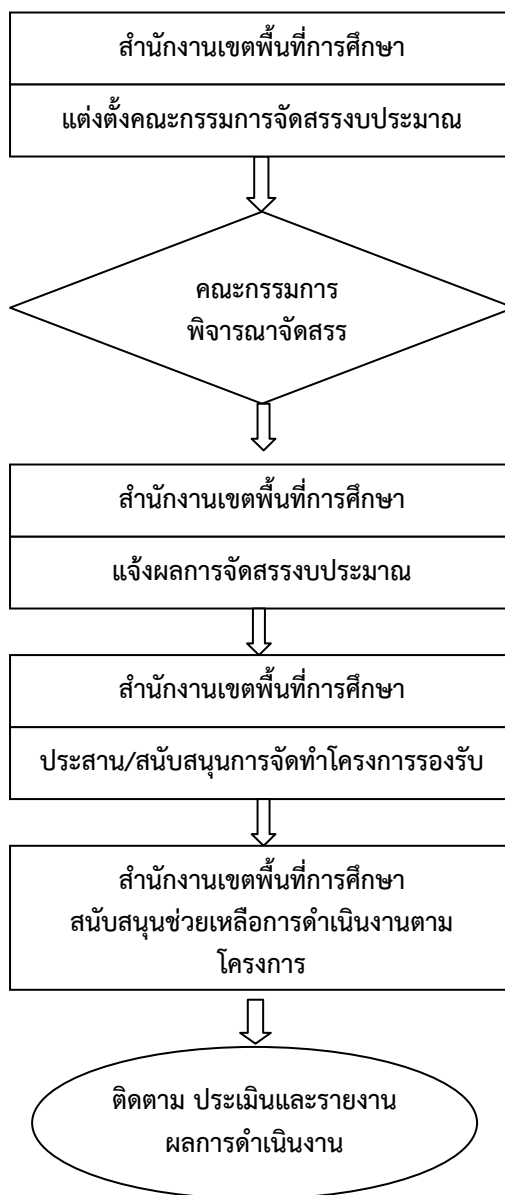 สำนักงานเขตพื้นที่การศึกษา
แต่งตั้งคณะกรรมการจัดสรรงบประมาณ
คณะกรรมการ
พิจารณาจัดสรร
สำนักงานเขตพื้นที่การศึกษา
แจ้งผลการจัดสรรงบประมาณ
สำนักงานเขตพื้นที่การศึกษา
ประสาน/สนับสนุนการจัดทำโครงการรองรับ
สำนักงานเขตพื้นที่การศึกษา
สนับสนุนช่วยเหลือการดำเนินงานตาม
โครงการ
ติดตาม ประเมินและรายงาน
ผลการดำเนินงาน